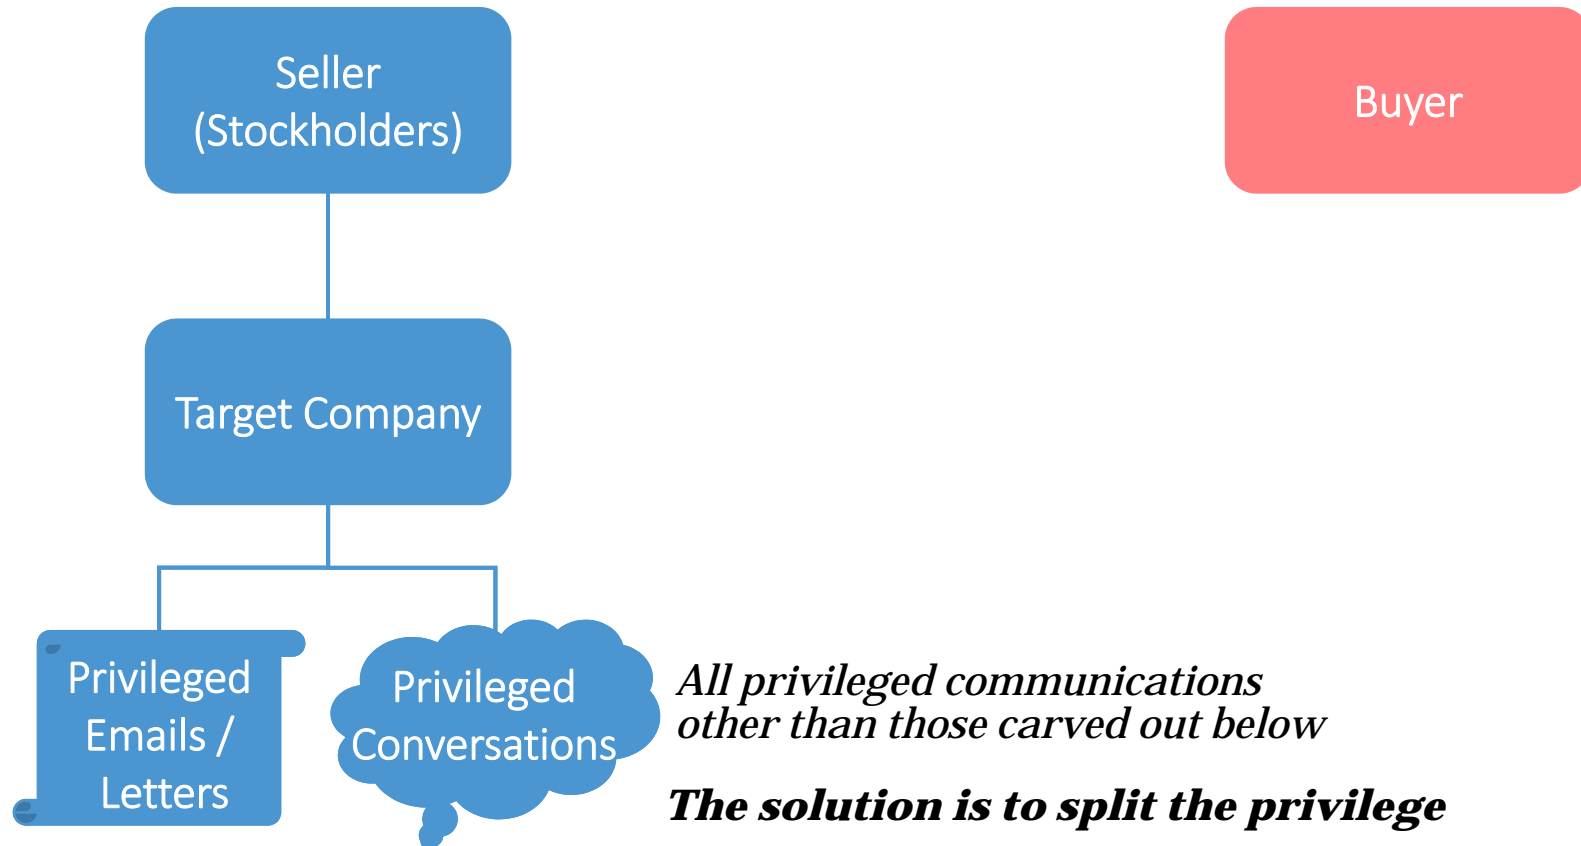 Seller
(Stockholders)
Buyer
Target Company
Privileged
Emails /
Letters
Privileged
Conversations
All privileged communications
other than those carved out below
The solution is to split the privilege